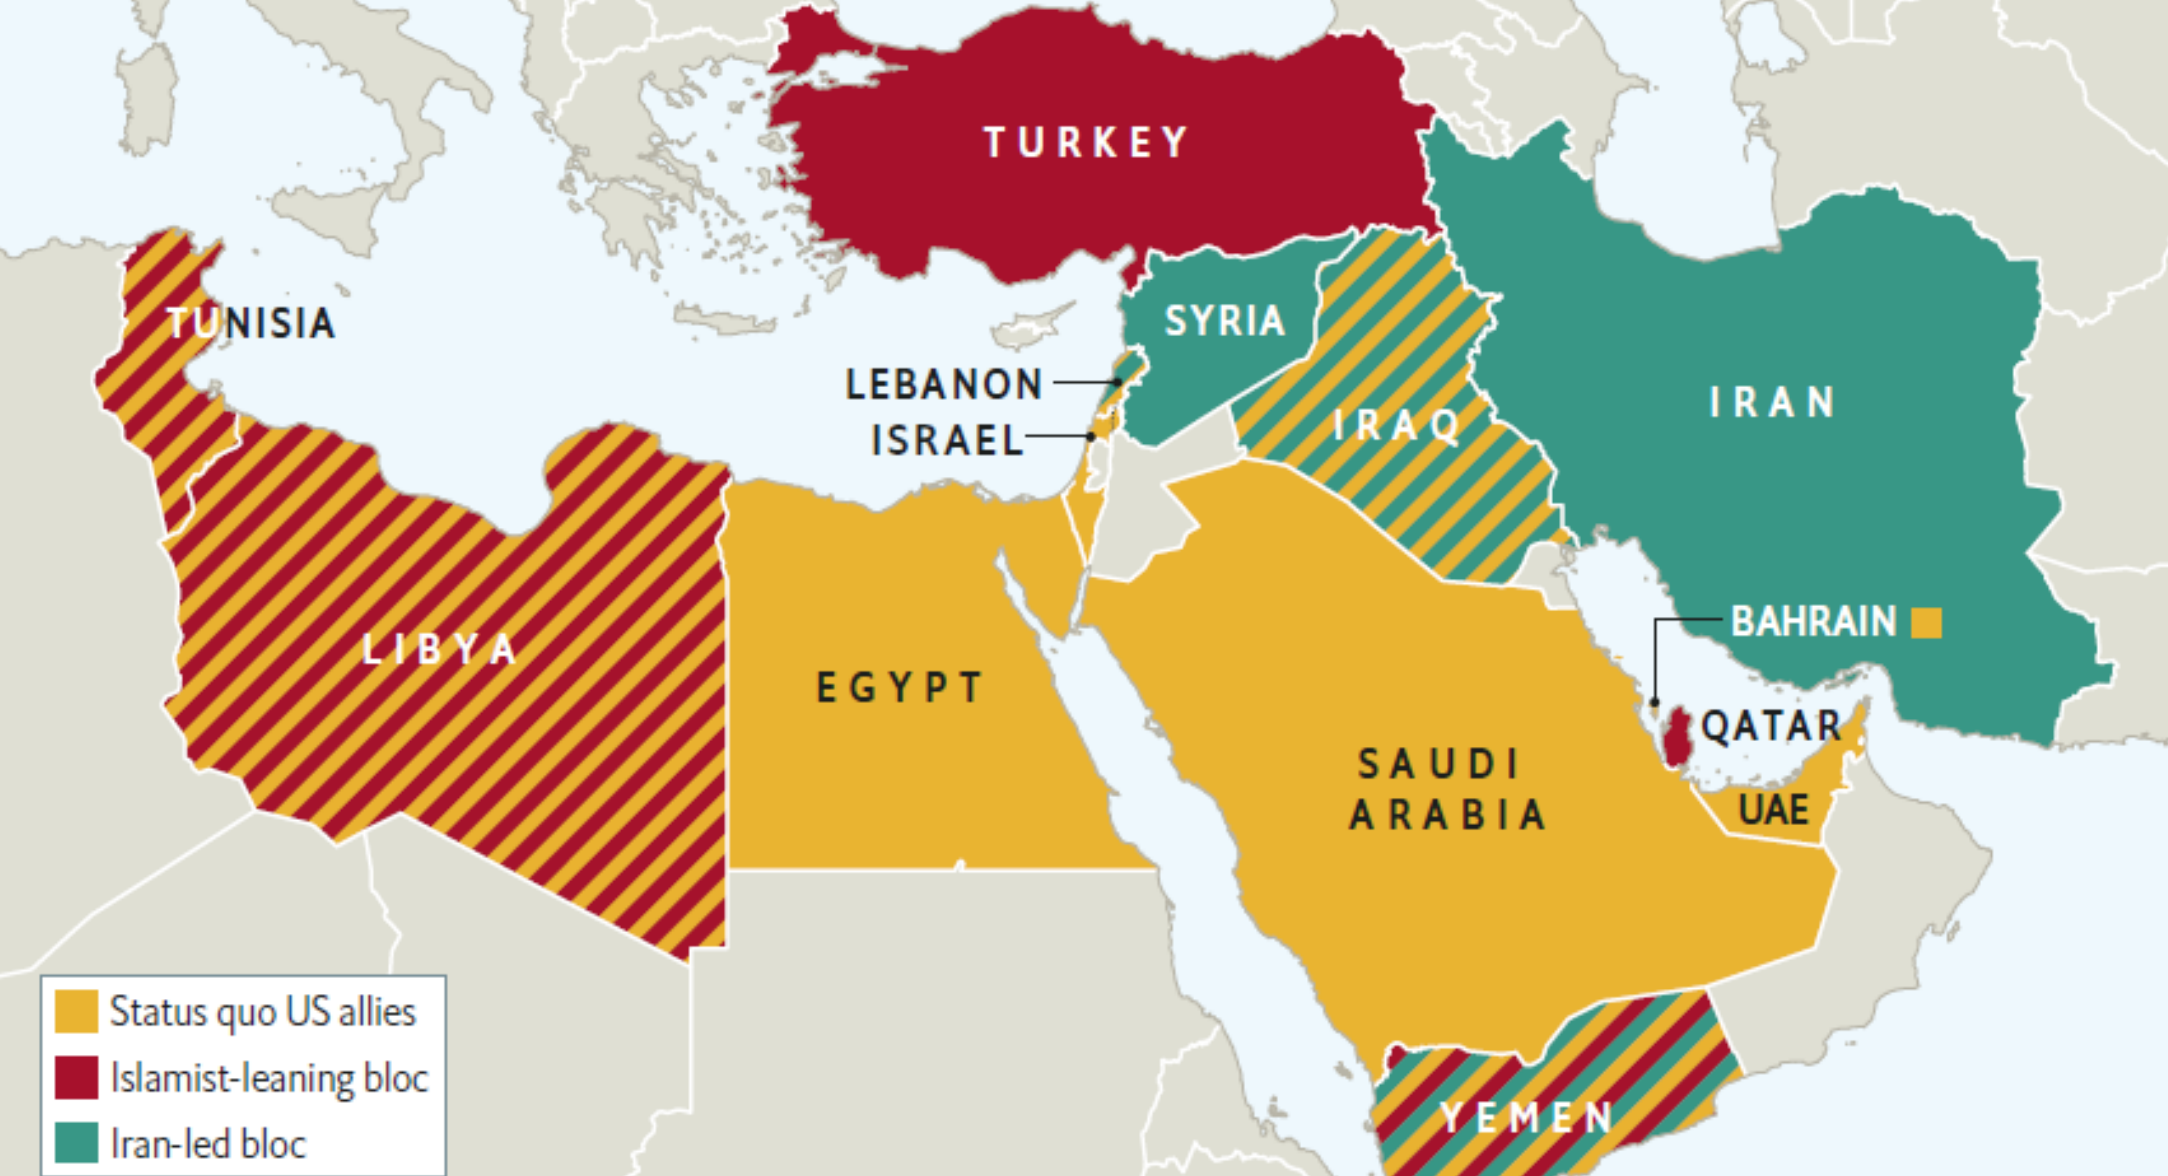 TURKEY
TUNISIA
SYRIA
LEBANON
ISRAEL
IRAQ
IRAN
LIBYA
EGYPT
BAHRAIN
QATAR
SAUDI
ARABIA
UAE
YEMEN
Status quo US allies
Islamist-leaning bloc
Iran-led bloc